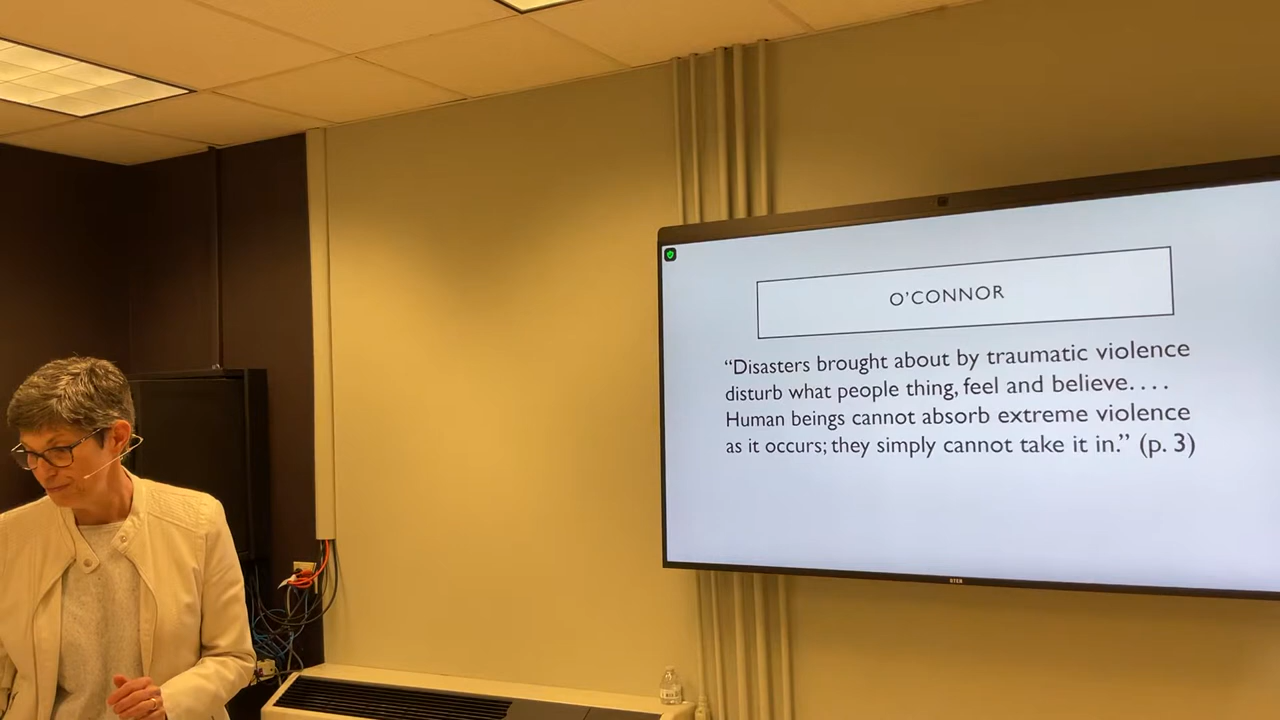 O'CONNOR
“Disasters brought about by traumatic violence
disturb what people thing, feel and believe....
Human beings cannot absorb extreme violence
as it occurs; they simply cannot take it in.” (p. 3)